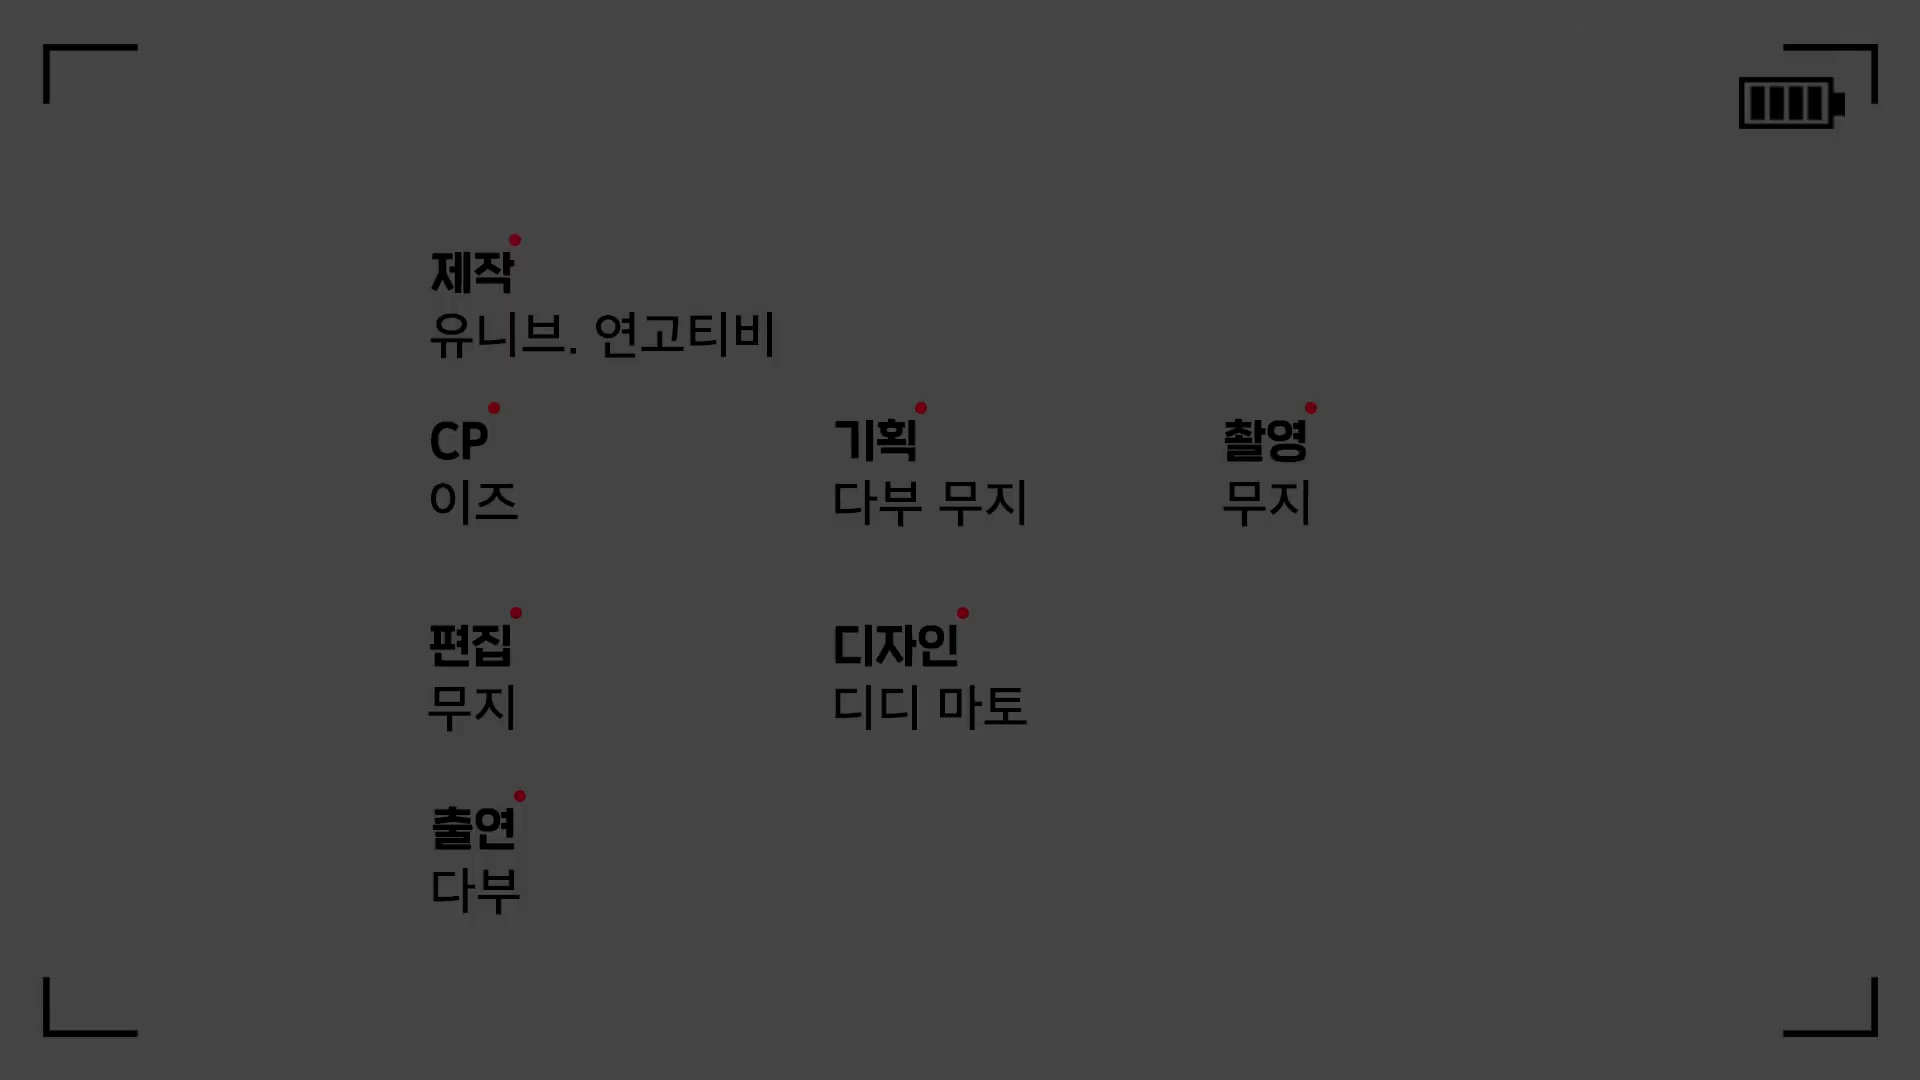 제작
유니브. 연고티비
CP
이즈
기획
다부 무지
촬영
무지
편집
무지
디자인
디디 마토
출연
다부